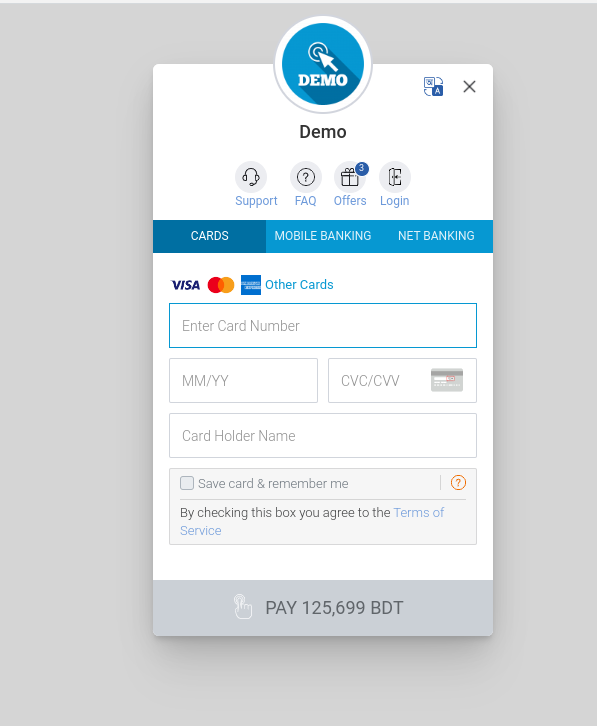 DEMO
Demo
Support FAQ Offers 3 Login
CARDS MOBILE BANKING NET BANKING
VISA Other Cards
Enter Card Number
MM/YY CVC/CVV
Card Holder Name
Save card & remember me ?
By checking this box you agree to the Terms of
Service
PAY 125,699 BDT